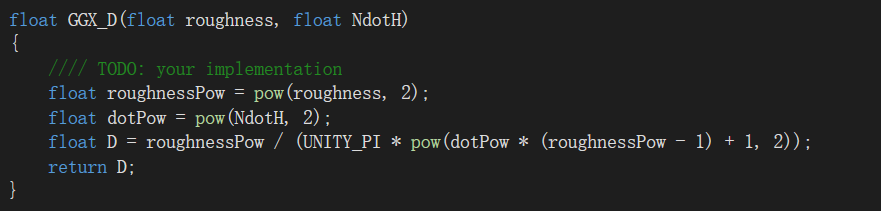 float GGX_D(float roughness, float NdotH)
{
    //// TODO: your implementation
    float roughnessPow = pow(roughness, 2);
    float dotPow = pow(NdotH, 2);
    float D = roughnessPow / (UNITY_PI * pow(dotPow * (roughnessPow - 1) + 1, 2));
    return D;
}